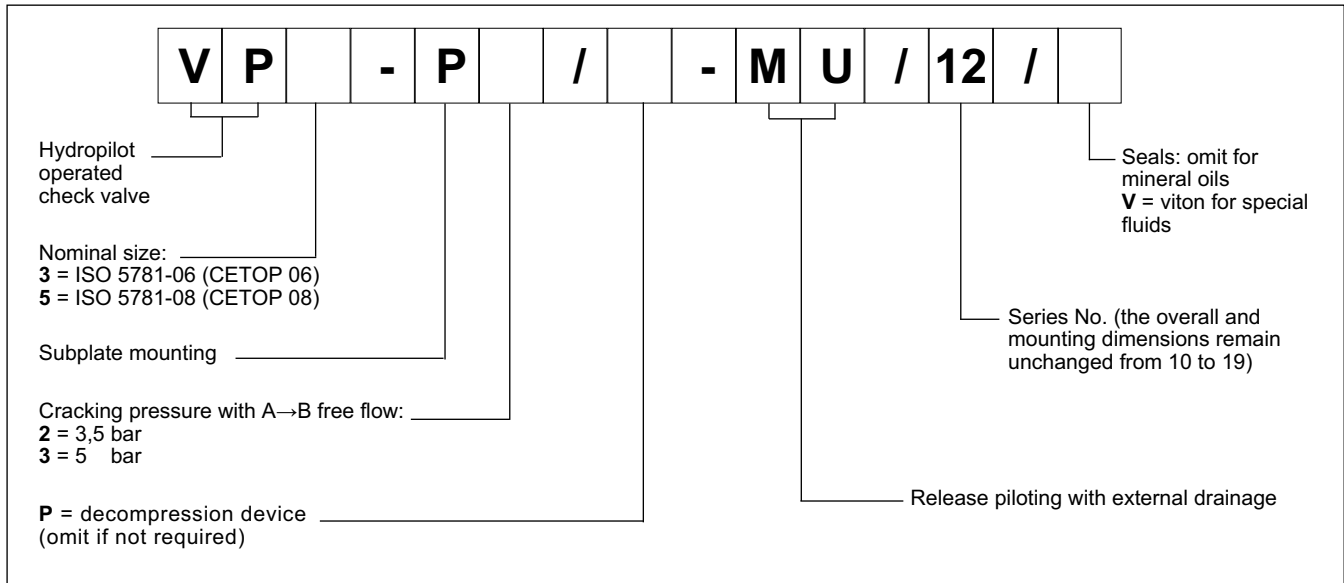 V P - P / - M U / 12 /
Hydropilot
operated
check valve
Nominal size:
3 = ISO 5781-06 (CETOP 06)
5 = ISO 5781-08 (CETOP 08)
Subplate mounting
Cracking pressure with A→B free flow:
2 = 3,5 bar
3 = 5 bar
P = decompression device
(omit if not required)
Seals: omit for
mineral oils
V = viton for special
fluids
Series No. (the overall and
mounting dimensions remain
unchanged from 10 to 19)
Release piloting with external drainage